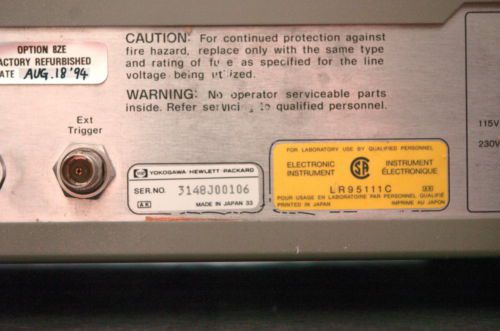 OPTION 8ZE
FACTORY REFURBISHED
DATE AUG.18'94
CAUTION: For continued protection against
fire hazard, replace only with the same type
and rating of fu e as specified for the line
voltage being utilized.
WARNING: No operator serviceable parts
inside. Refer servicing to qualified personnel.
Ext
Trigger
115V
230V
hp YOKOGAWA HEWLETT PACKARD
SER.NO. 3148J00106
AK MADE IN JAPAN 33
FOR LABORATORY USE BY QUALIFIED PERSONNEL
ELECTRONIC INSTRUMENT
INSTRUMENT ÉLECTRONIQUE
LR95111C
POUR USAGE EN LABORATOIRE PAR PERSONNEL QUALIFIÉ
PRINTED IN JAPAN IMPRIMÉ AU JAPON